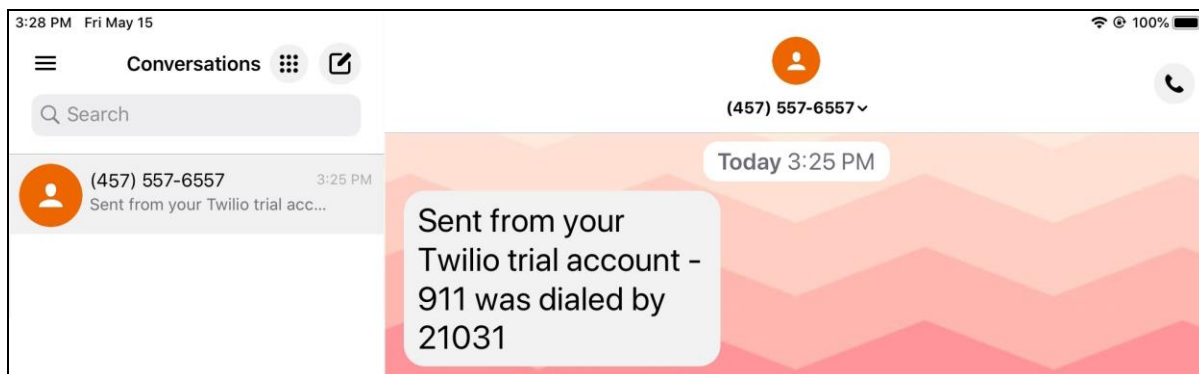 3:28 PM Fri May 15
100%
Conversations
Search
(457) 557-6557
3:25 PM
Sent from your Twilio trial acc...
(457) 557-6557
Today 3:25 PM
Sent from your
Twilio trial account -
911 was dialed by
21031